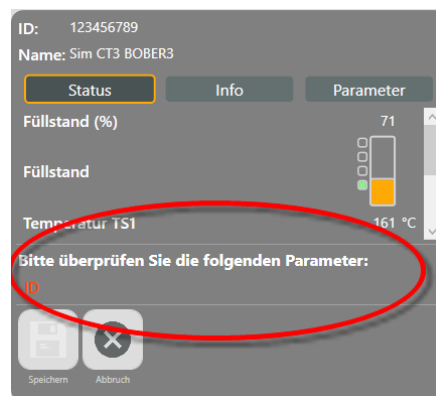 ID: 123456789
Name: Sim CT3 BOBER3
Status Info Parameter
Füllstand (%) 71
Füllstand
Temperatur TS1 161 °C
Bitte überprüfen Sie die folgenden Parameter:
ID
Speichern Abbruch